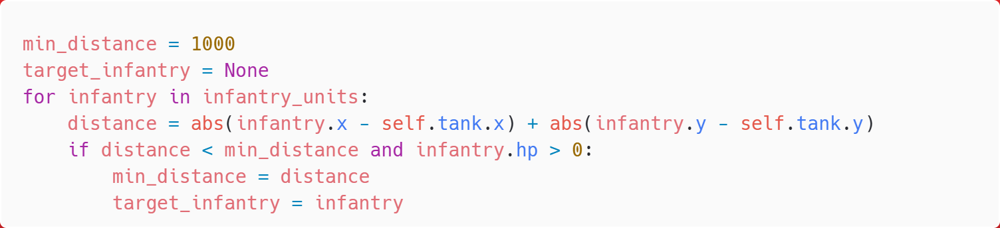 min_distance = 1000
target_infantry = None
for infantry in infantry_units:
    distance = abs(infantry.x - self.tank.x) + abs(infantry.y - self.tank.y)
    if distance < min_distance and infantry.hp > 0:
        min_distance = distance
        target_infantry = infantry